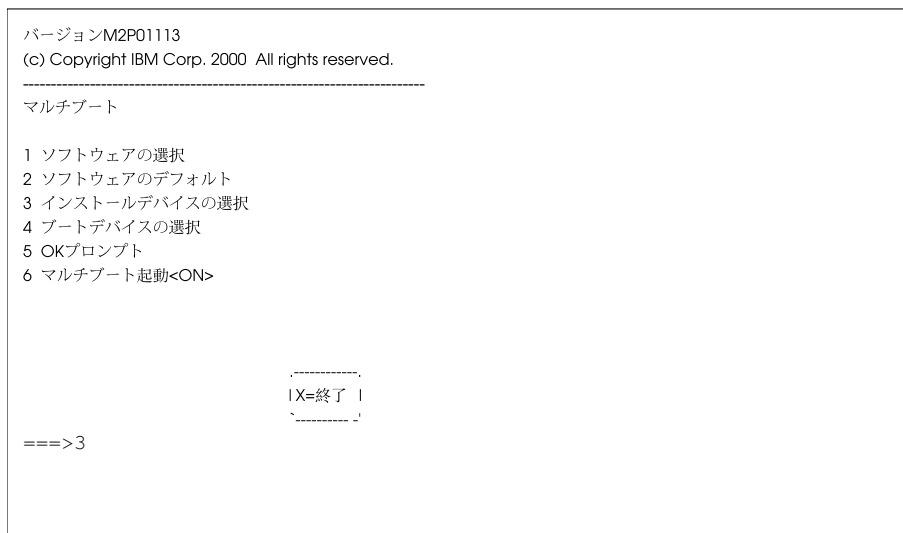 バージョンM2P01113
(c) Copyright IBM Corp. 2000  All rights reserved.
-------------------------------------------------------------------------
マルチブート
1 ソフトウェアの選択
2 ソフトウェアのデフォルト
3 インストールデバイスの選択
4 ブートデバイスの選択
5 OKプロンプト
6 マルチブート起動<ON>
.------------.
|X=終了 |
`---------- -'
===>3